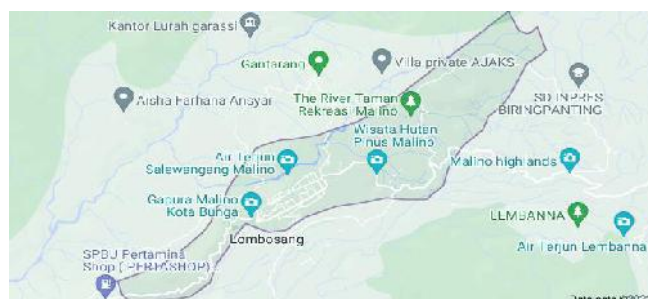 Kantor Lurah garassi
Gantarang
Villa private AJAKS
Aisha Farhana Ansyar
The River Taman
Rekreasi Malino
SD INPRES
BIRINGPANTING
Wisata Hutan
Pinus Malino
Air Terjun
Salewangang Malino
Malino highlands
Gapura Malino
Kota Bunga
LEMBANNA
Lombosang
Air Terjun Lembanna
SPBU Pertamina
Shop (PERTASHOP)